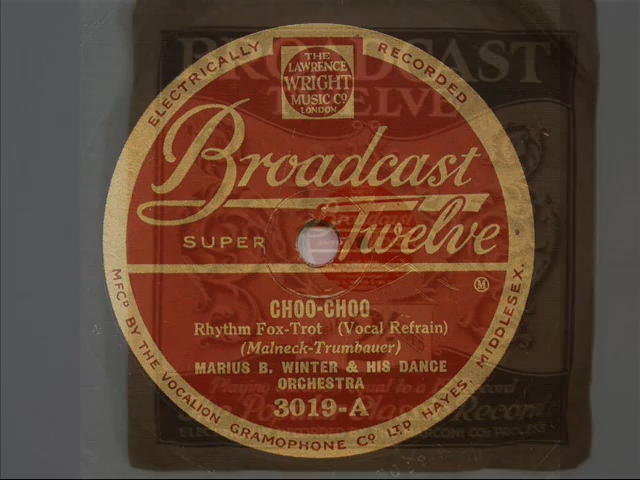 ELECTRICALLY RECORDED
THE
LAWRENCE
WRIGHT
MUSIC Cº
LONDON
Broadcast
SUPER Twelve
M
CHOO-CHOO
Rhythm Fox-Trot (Vocal Refrain)
(Malneck-Trumbauer)
MARIUS B. WINTER & HIS DANCE
ORCHESTRA
3019-A
MFCᴰ BY THE VOCALION GRAMOPHONE Cº LTᴰ HAYES, MIDDLESEX.
BROADCAST
TWELVE